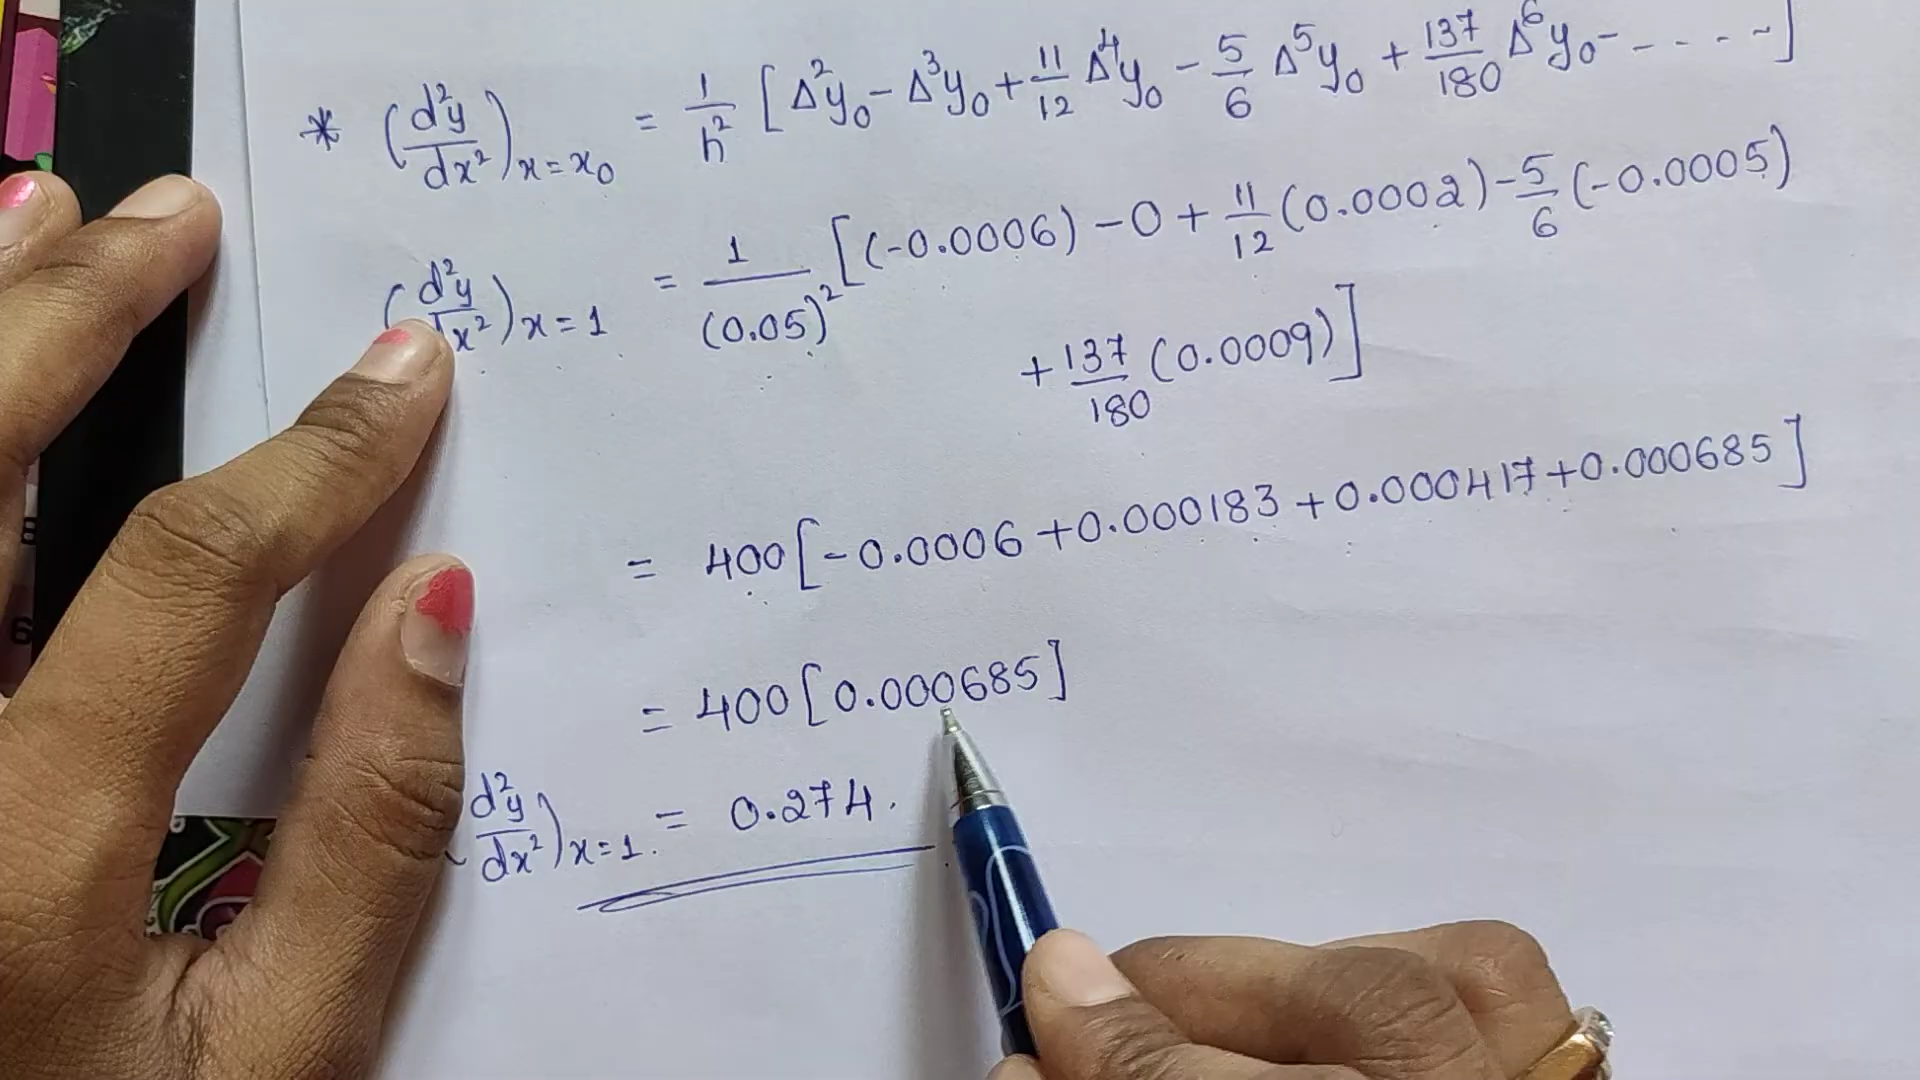 * (d²y/dx²)x=x₀ = 1/h² [Δ²y₀ - Δ³y₀ + 11/12 Δ⁴y₀ - 5/6 Δ⁵y₀ + 137/180 Δ⁶y₀ - - - - -]
(d²y/dx²)x=1 = 1/(0.05)² [(-0.0006) - 0 + 11/12 (0.0002) - 5/6 (-0.0005)
+ 137/180 (0.0009)]
= 400[-0.0006 + 0.000183 + 0.000417 + 0.000685]
= 400[0.000685]
(d²y/dx²)x=1. = 0.274.